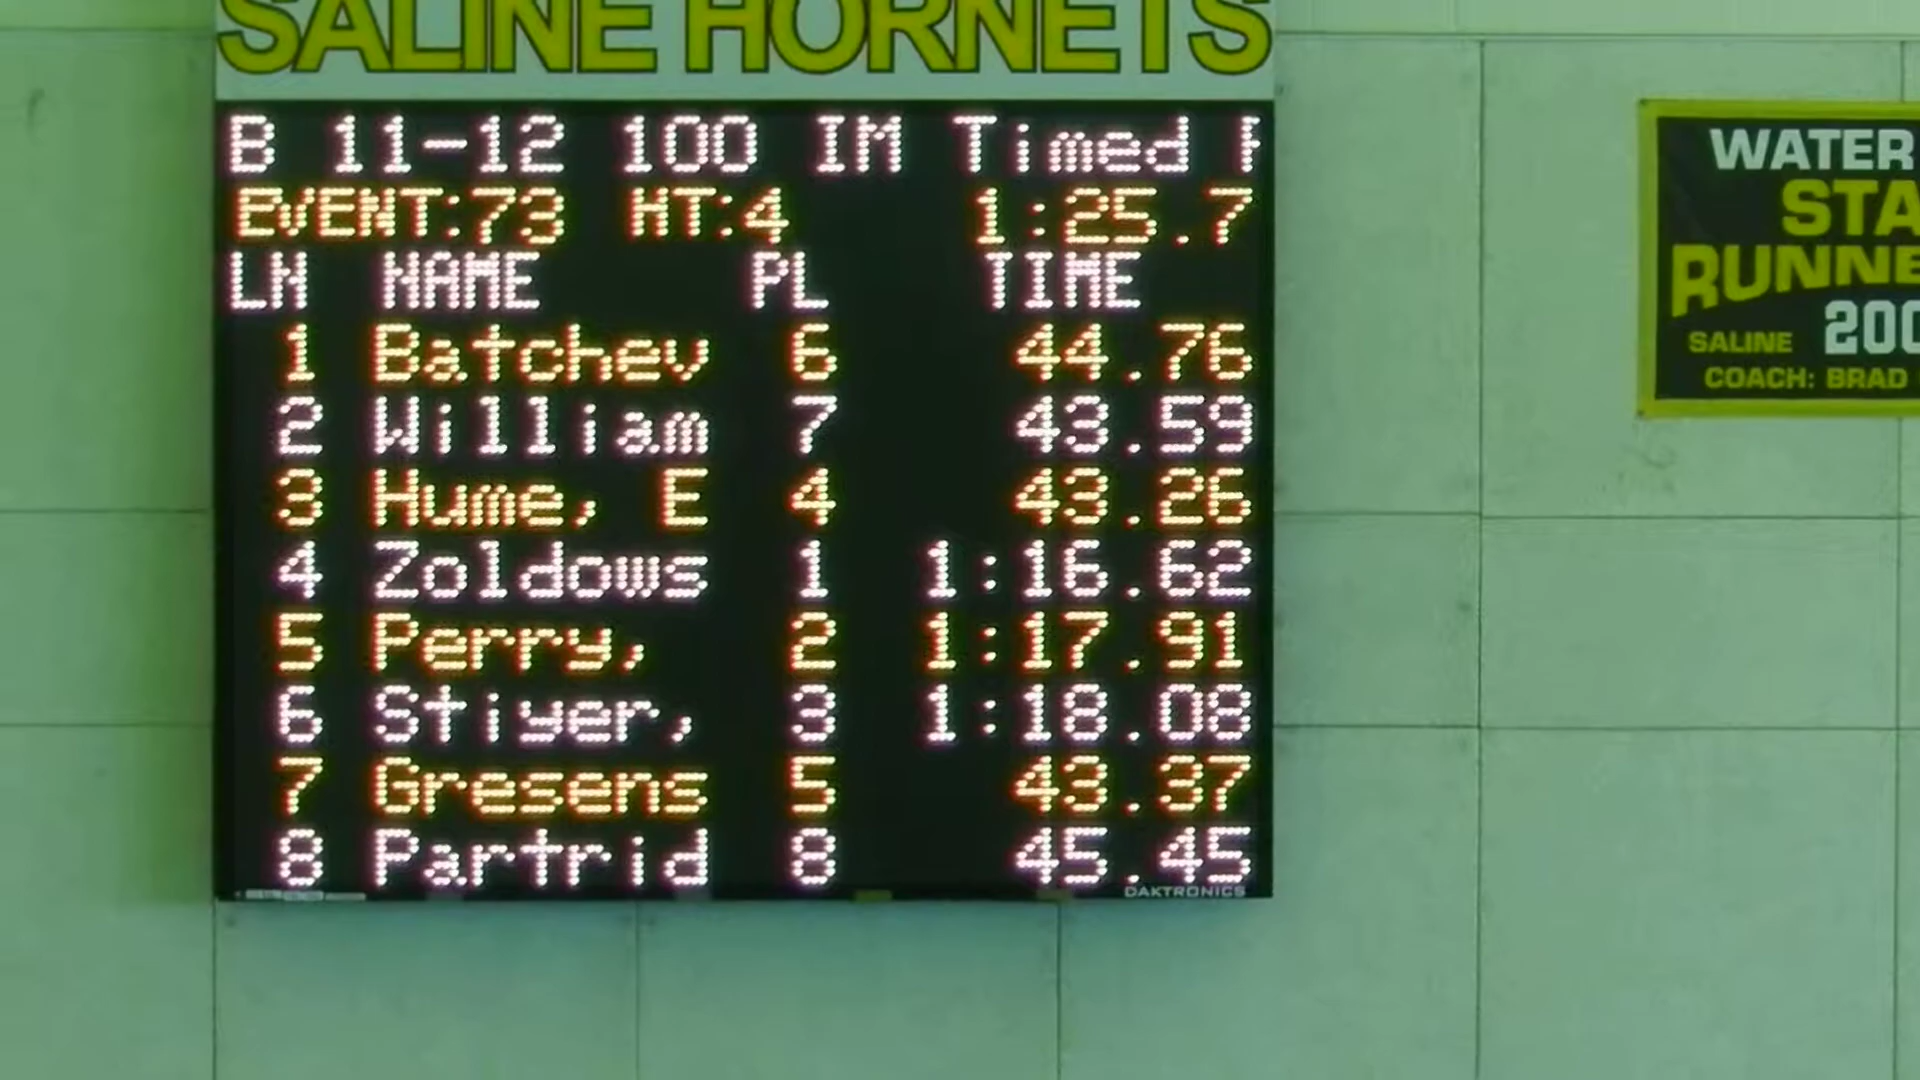 SALINE HORNETS
B 11-12 100 IM Timed F
EVENT:73 HT:4 1:25.7
LN NAME PL TIME
1 Batchev 6 44.76
2 William 7 43.59
3 Hume, E 4 43.26
4 Zoldows 1 1:16.62
5 Perry, 2 1:17.91
6 Stiyer, 3 1:18.08
7 Gresens 5 43.37
8 Partrid 8 45.45
DAKTRONICS
WATER
STA
RUNNE
SALINE 200
COACH: BRAD